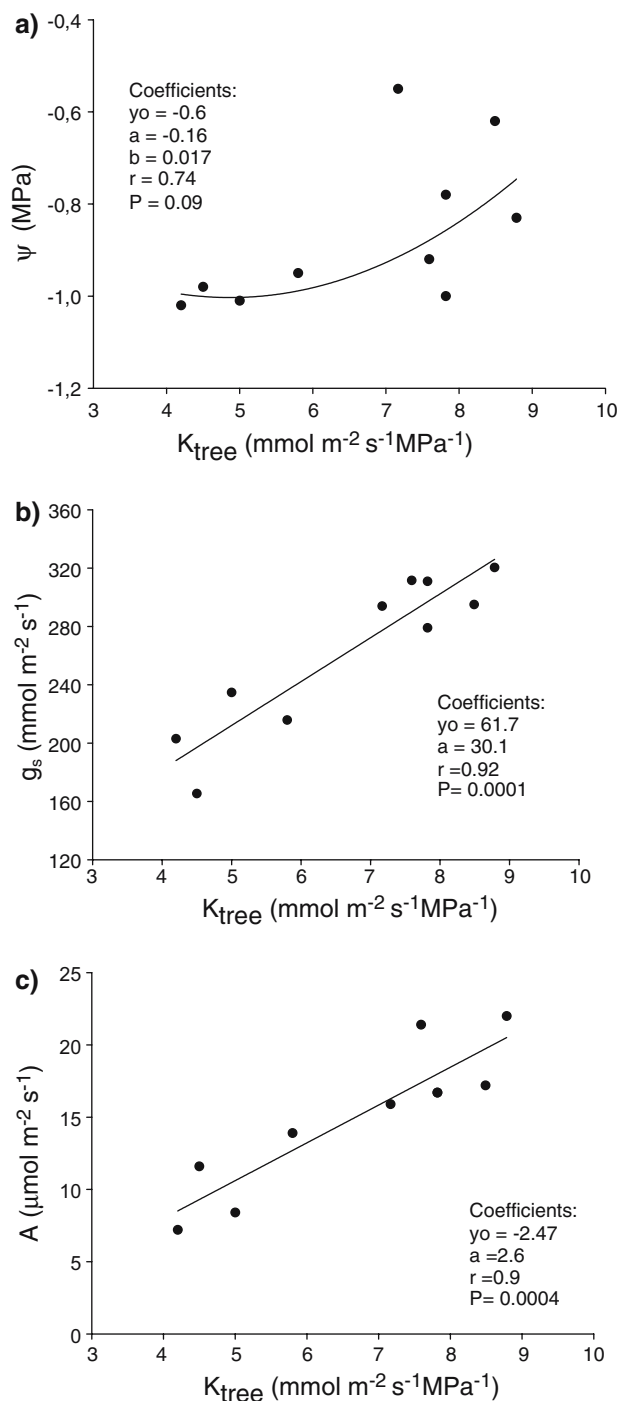 a)
-0,4
-0,6
-0,8
-1,0
-1,2
ψ (MPa)
Coefficients:
yo = -0.6
a = -0.16
b = 0.017
r = 0.74
P = 0.09
3 4 5 6 7 8 9 10
Ktree (mmol m-2 s-1MPa-1)
b)
360
320
280
240
200
160
120
gs (mmol m-2 s-1)
Coefficients:
yo = 61.7
a = 30.1
r =0.92
P= 0.0001
3 4 5 6 7 8 9 10
Ktree (mmol m-2 s-1MPa-1)
c)
25
20
15
10
5
0
A (μmol m-2 s-1)
Coefficients:
yo = -2.47
a =2.6
r =0.9
P= 0.0004
3 4 5 6 7 8 9 10
Ktree (mmol m-2 s-1MPa-1)